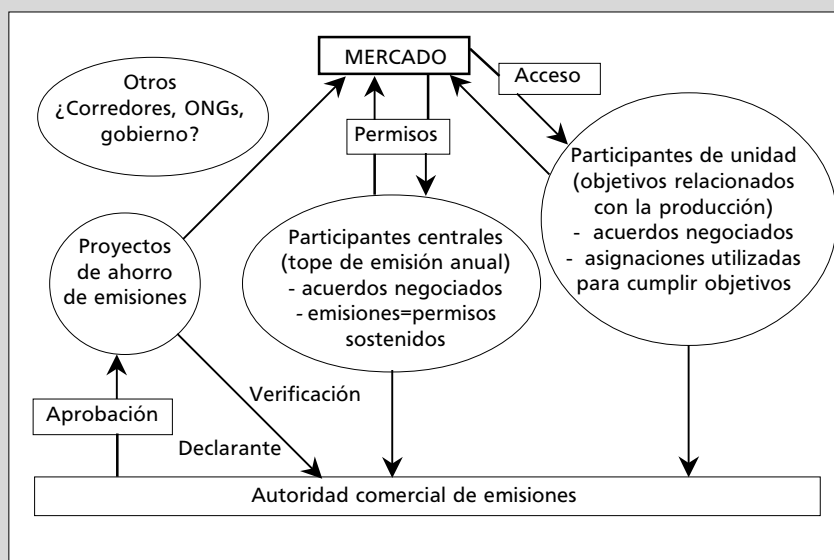 MERCADO
Acceso
Otros
¿Corredores, ONGs,
gobierno?
Permisos
Participantes de unidad
(objetivos relacionados
con la producción)
- acuerdos negociados
- asignaciones utilizadas
para cumplir objetivos
Proyectos
de ahorro
de emisiones
Participantes centrales
(tope de emisión anual)
- acuerdos negociados
- emisiones=permisos
sostenidos
Verificación
Aprobación
Declarante
Autoridad comercial de emisiones